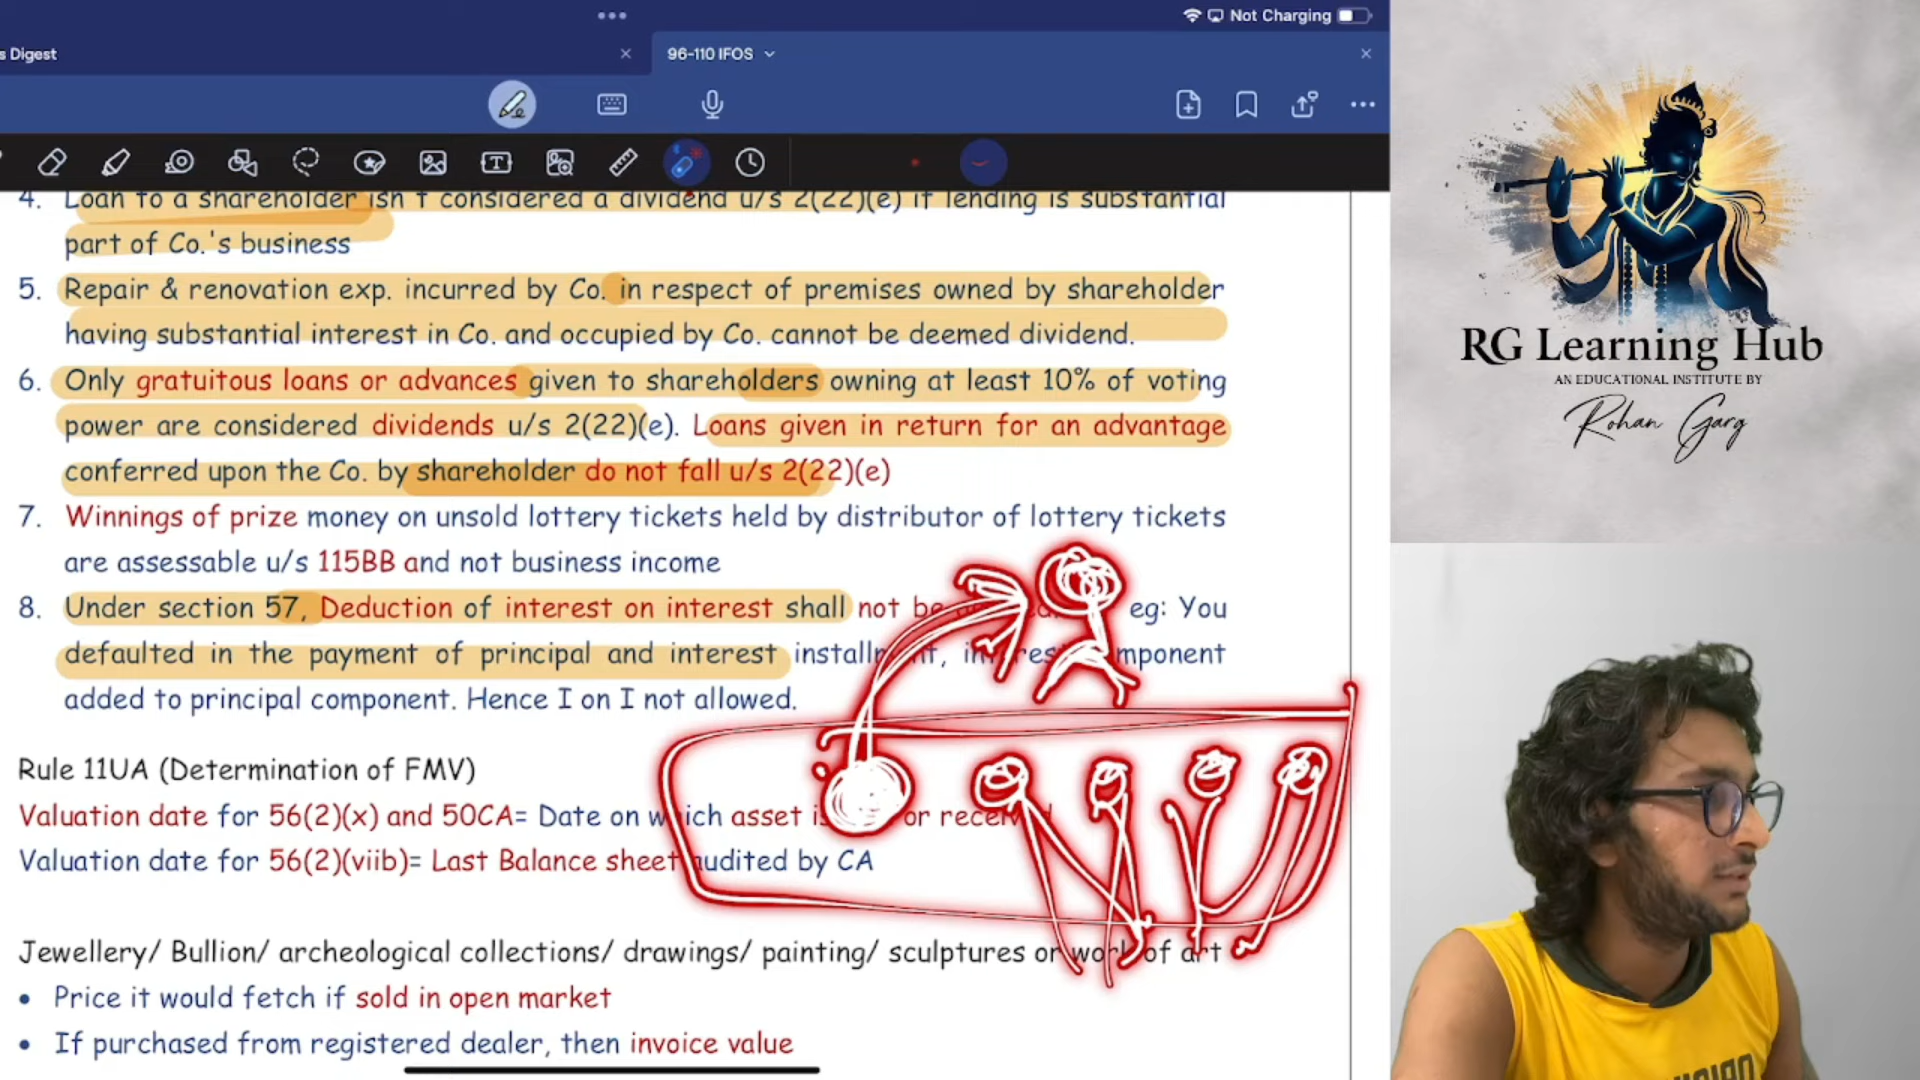 Not Charging
s Digest
96-110 IFOS
4. Loan to a shareholder isn't considered a dividend u/s 2(22)(e) if lending is substantial
part of Co.'s business
5. Repair & renovation exp. incurred by Co. in respect of premises owned by shareholder
having substantial interest in Co. and occupied by Co. cannot be deemed dividend.
6. Only gratuitous loans or advances given to shareholders owning at least 10% of voting
power are considered dividends u/s 2(22)(e). Loans given in return for an advantage
conferred upon the Co. by shareholder do not fall u/s 2(22)(e)
7. Winnings of prize money on unsold lottery tickets held by distributor of lottery tickets
are assessable u/s 115BB and not business income
8. Under section 57, Deduction of interest on interest shall not be eg: You
defaulted in the payment of principal and interest installment, interest component
added to principal component. Hence I on I not allowed.
Rule 11UA (Determination of FMV)
Valuation date for 56(2)(x) and 50CA= Date on which asset is or received
Valuation date for 56(2)(viib)= Last Balance sheet audited by CA
Jewellery/ Bullion/ archeological collections/ drawings/ painting/ sculptures or work of art
• Price it would fetch if sold in open market
• If purchased from registered dealer, then invoice value
RG Learning Hub
AN EDUCATIONAL INSTITUTE BY
Rohan Garg